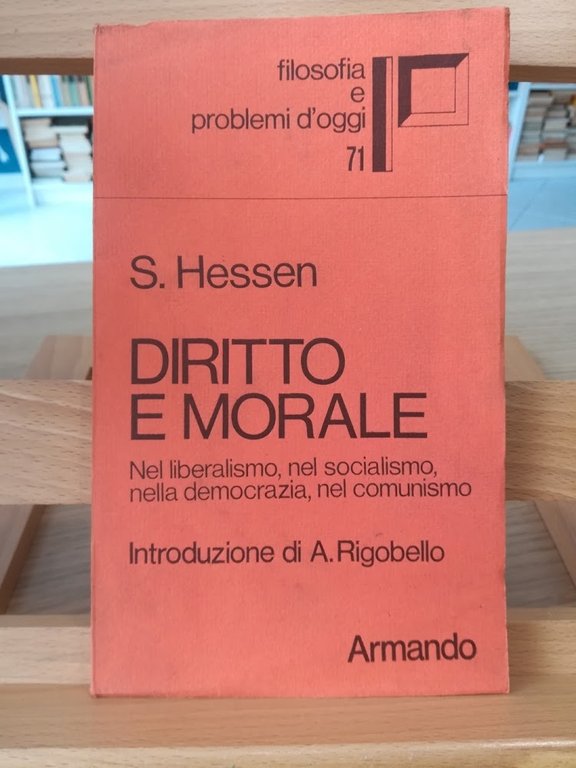 filosofia
e
problemi d'oggi
71
S. Hessen
DIRITTO
E MORALE
Nel liberalismo, nel socialismo,
nella democrazia, nel comunismo
Introduzione di A. Rigobello
Armando